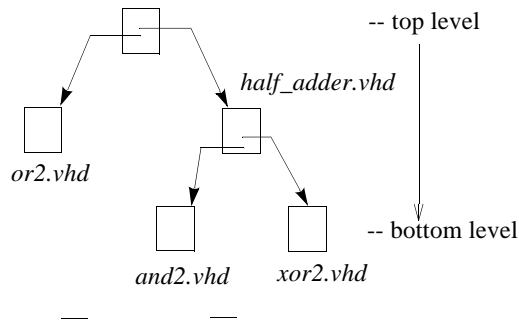 -- top level
half_adder.vhd
or2.vhd
-- bottom level
and2.vhd
xor2.vhd